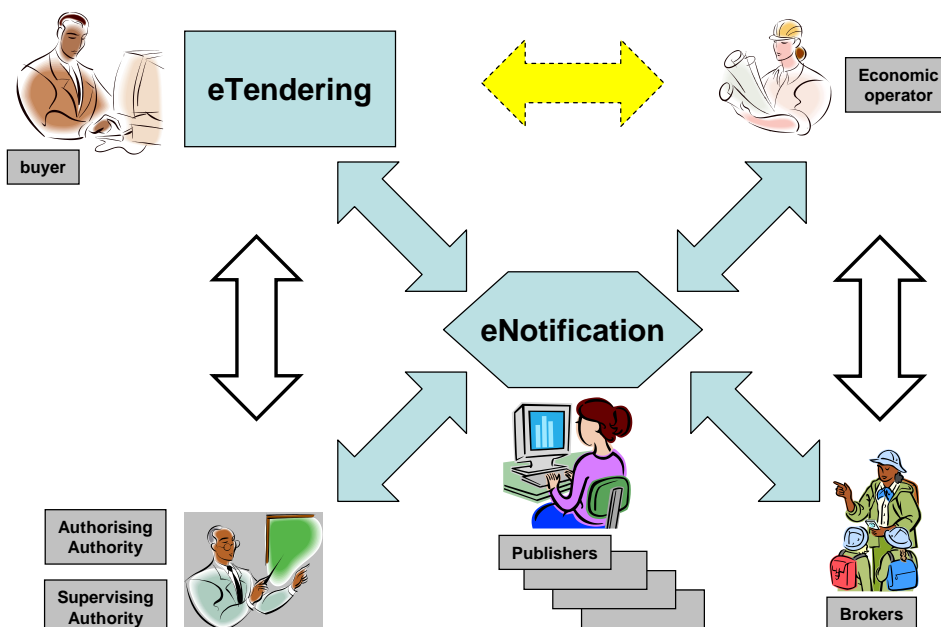 eTendering
Economic
operator
buyer
eNotification
Authorising
Authority
Publishers
Supervising
Authority
Brokers